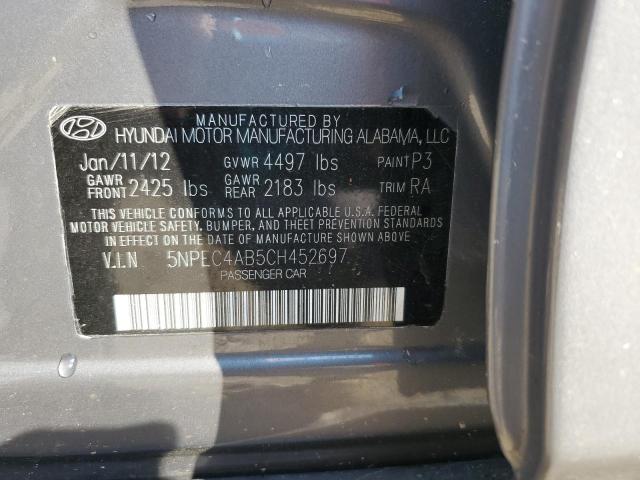 MANUFACTURED BY
HYUNDAI MOTOR MANUFACTURING ALABAMA, LLC
Jan/11/12 GVWR 4497 lbs PAINT P3
GAWR FRONT 2425 lbs GAWR REAR 2183 lbs TRIM RA
THIS VEHICLE CONFORMS TO ALL APPLICABLE U.S.A. FEDERAL
MOTOR VEHICLE SAFETY, BUMPER, AND THEFT PREVENTION STANDARDS
IN EFFECT ON THE DATE OF MANUFACTURE SHOWN ABOVE
V.I.N 5NPEC4AB5CH452697
PASSENGER CAR